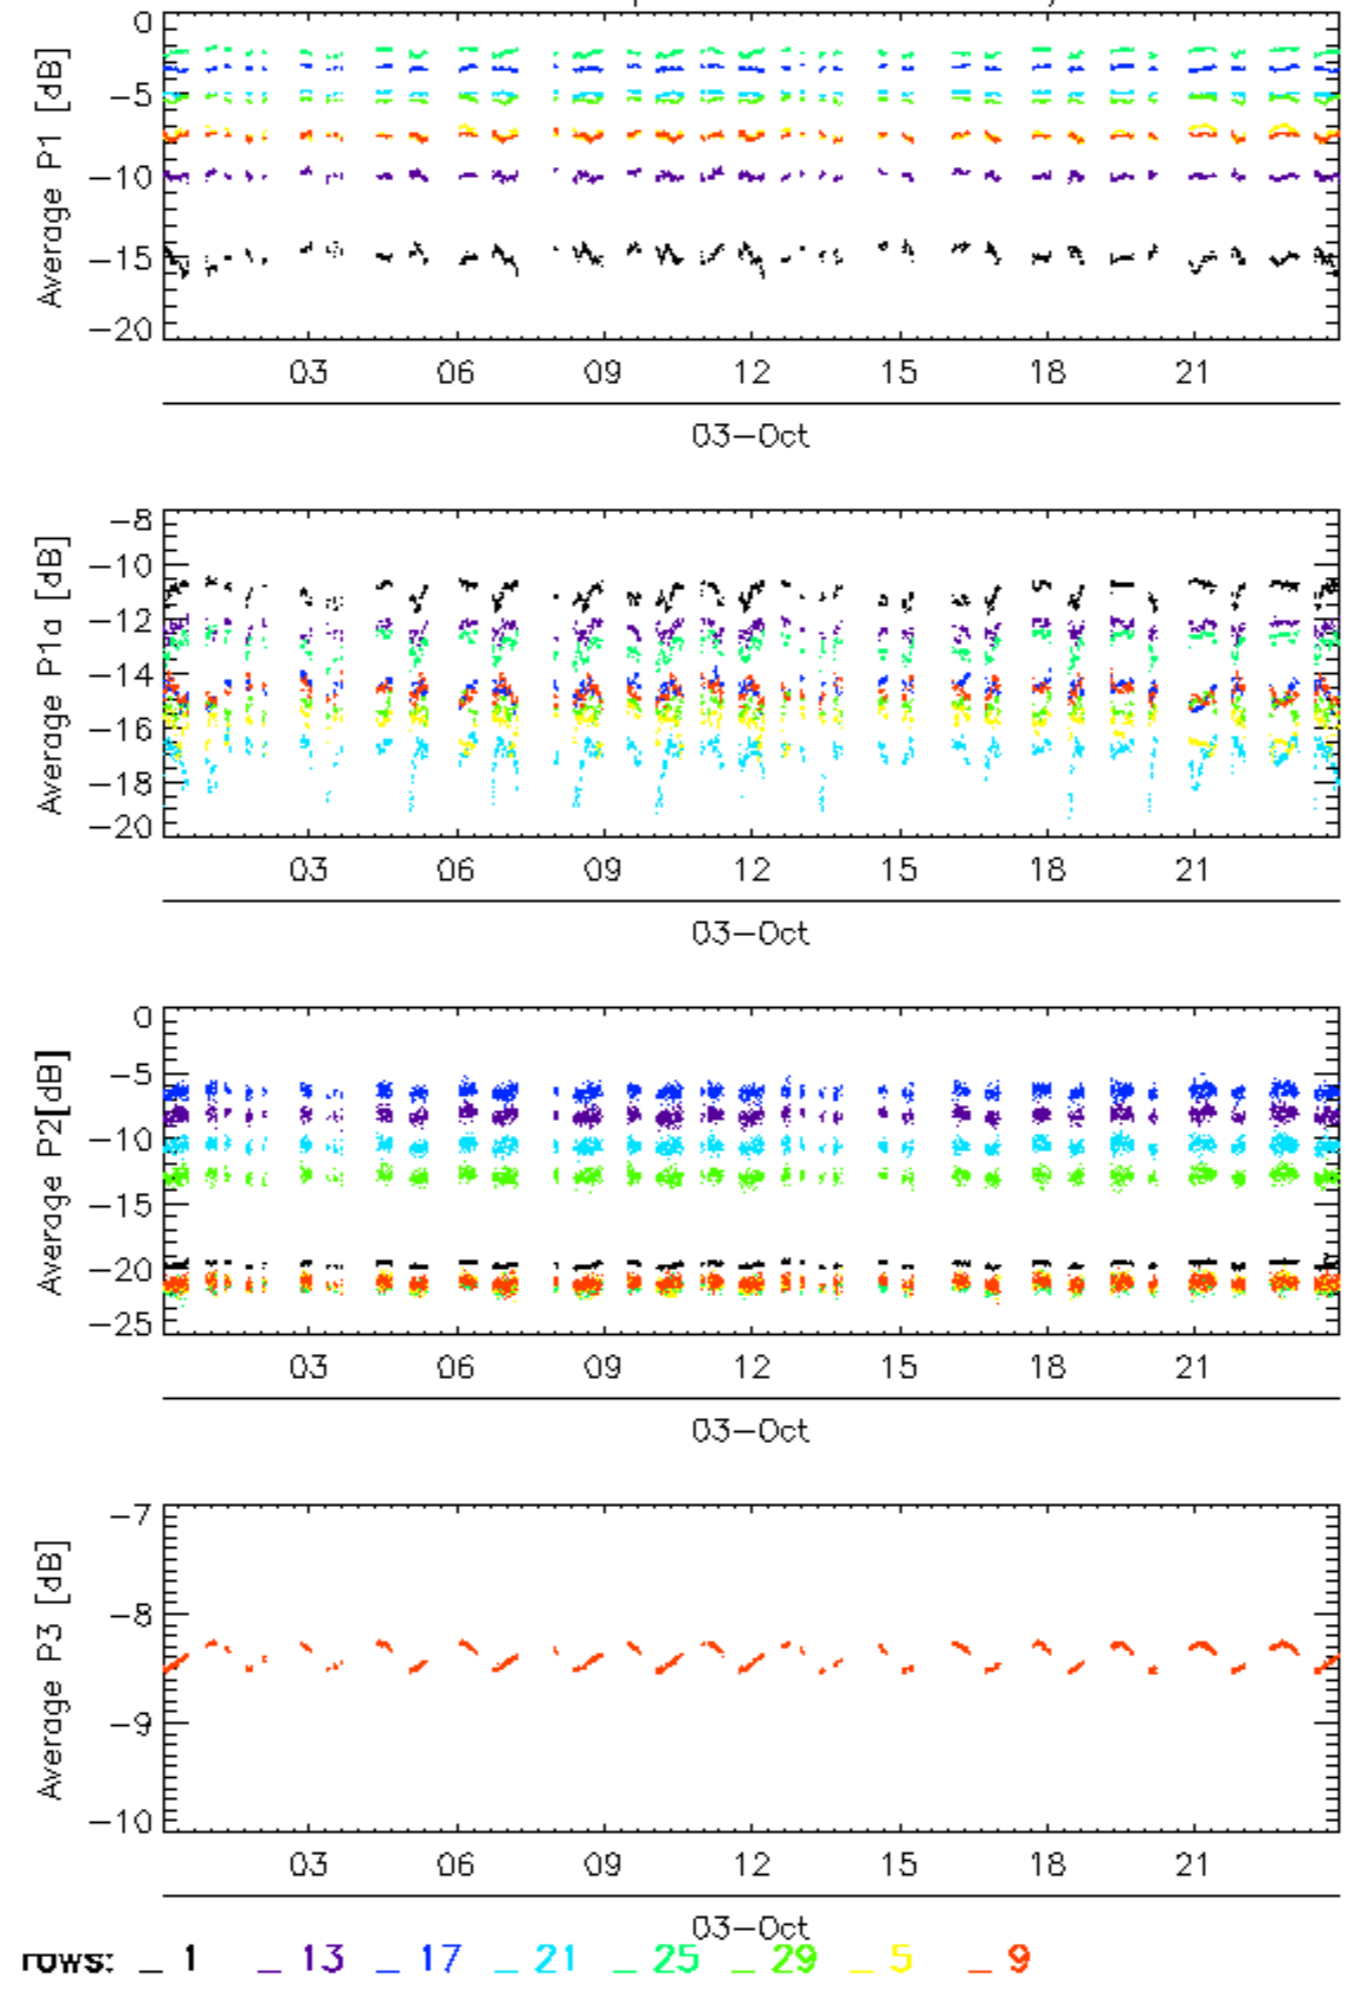 0
−5
−10
−15
−20
Average P1 [dB]
03 06 09 12 15 18 21
03−Oct
−8
−10
−12
−14
−16
−18
−20
Average P1a [dB]
03 06 09 12 15 18 21
03−Oct
0
−5
−10
−15
−20
−25
Average P2[dB]
03 06 09 12 15 18 21
03−Oct
−7
−8
−9
−10
Average P3 [dB]
03 06 09 12 15 18 21
03−Oct
rows: _ 1 _ 13 _ 17 _ 21 _ 25 _ 29 _ 5 _ 9